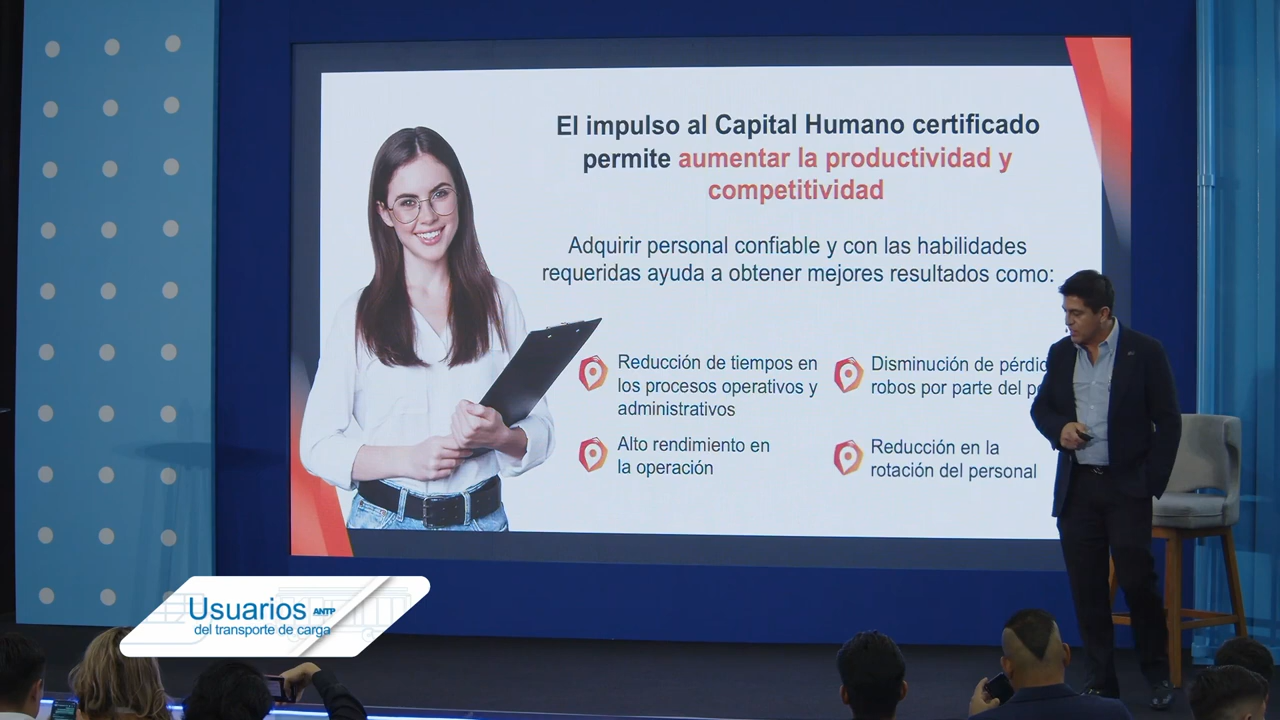 El impulso al Capital Humano certificado
permite aumentar la productividad y
competitividad
Adquirir personal confiable y con las habilidades
requeridas ayuda a obtener mejores resultados como:
Reducción de tiempos en
los procesos operativos y
administrativos
Disminución de
robos por parte del
Alto rendimiento en
la operación
Reducción en la
rotación del personal
Usuarios ANTP
del transporte de carga